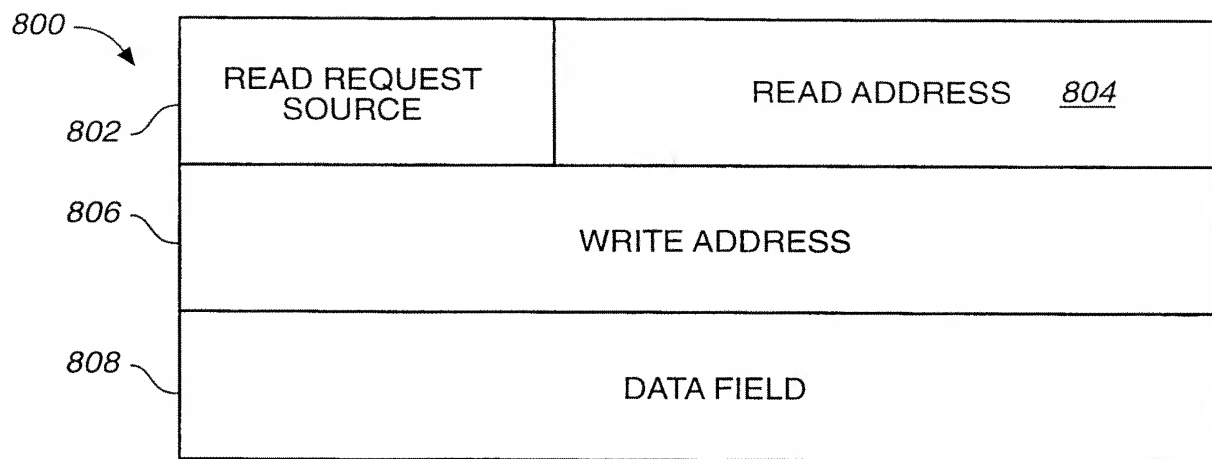 800
READ REQUEST
SOURCE
READ ADDRESS 804
802
806
WRITE ADDRESS
808
DATA FIELD